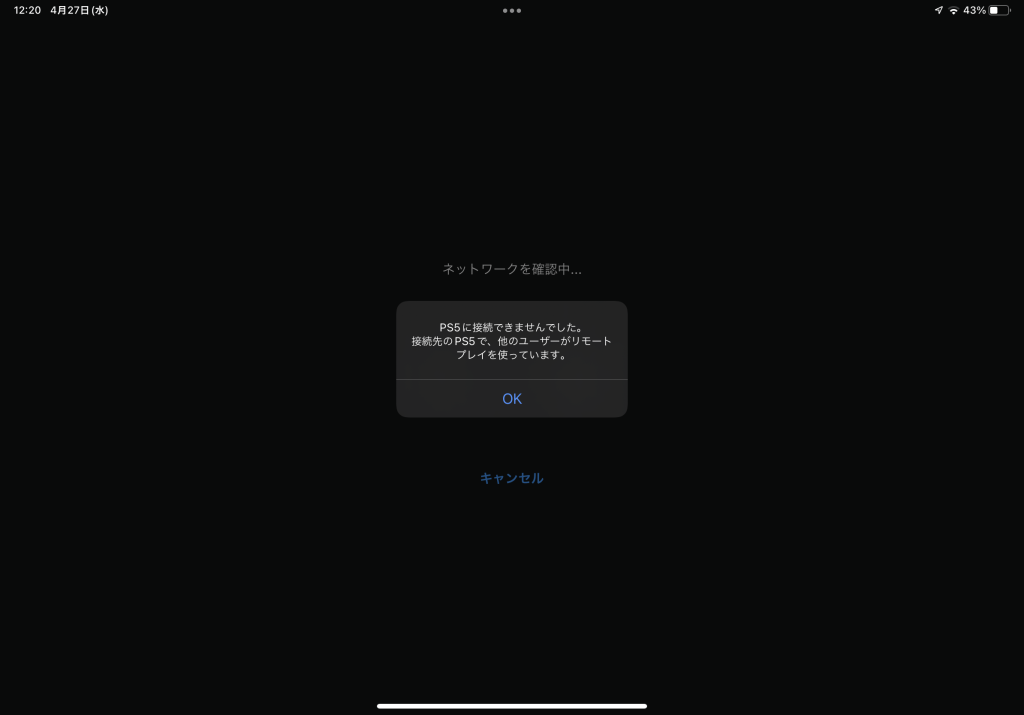 12:20 4月27日(水)
43%
ネットワークを確認中...
PS5に接続できませんでした。
接続先のPS5で、他のユーザーがリモート
プレイを使っています。
OK
キャンセル